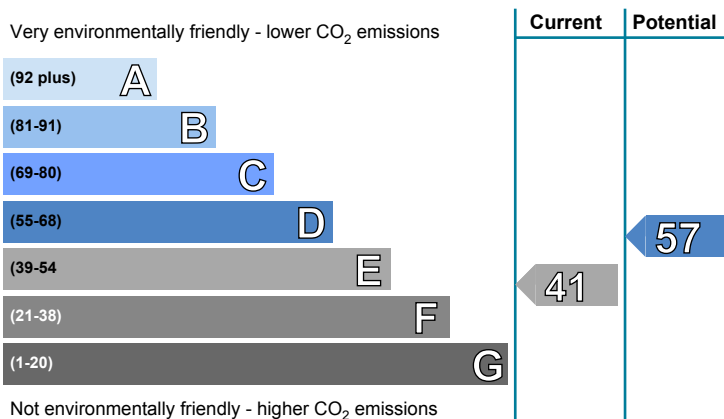 Current Potential
Very environmentally friendly - lower CO₂ emissions
(92 plus) A
(81-91) B
(69-80) C
(55-68) D
57
(39-54 E
41
(21-38) F
(1-20) G
Not environmentally friendly - higher CO₂ emissions